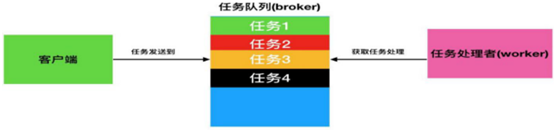 任务队列(broker)
任务1
任务2
任务3
任务4
客户端
任务发送到
获取任务处理
任务处理者(worker)